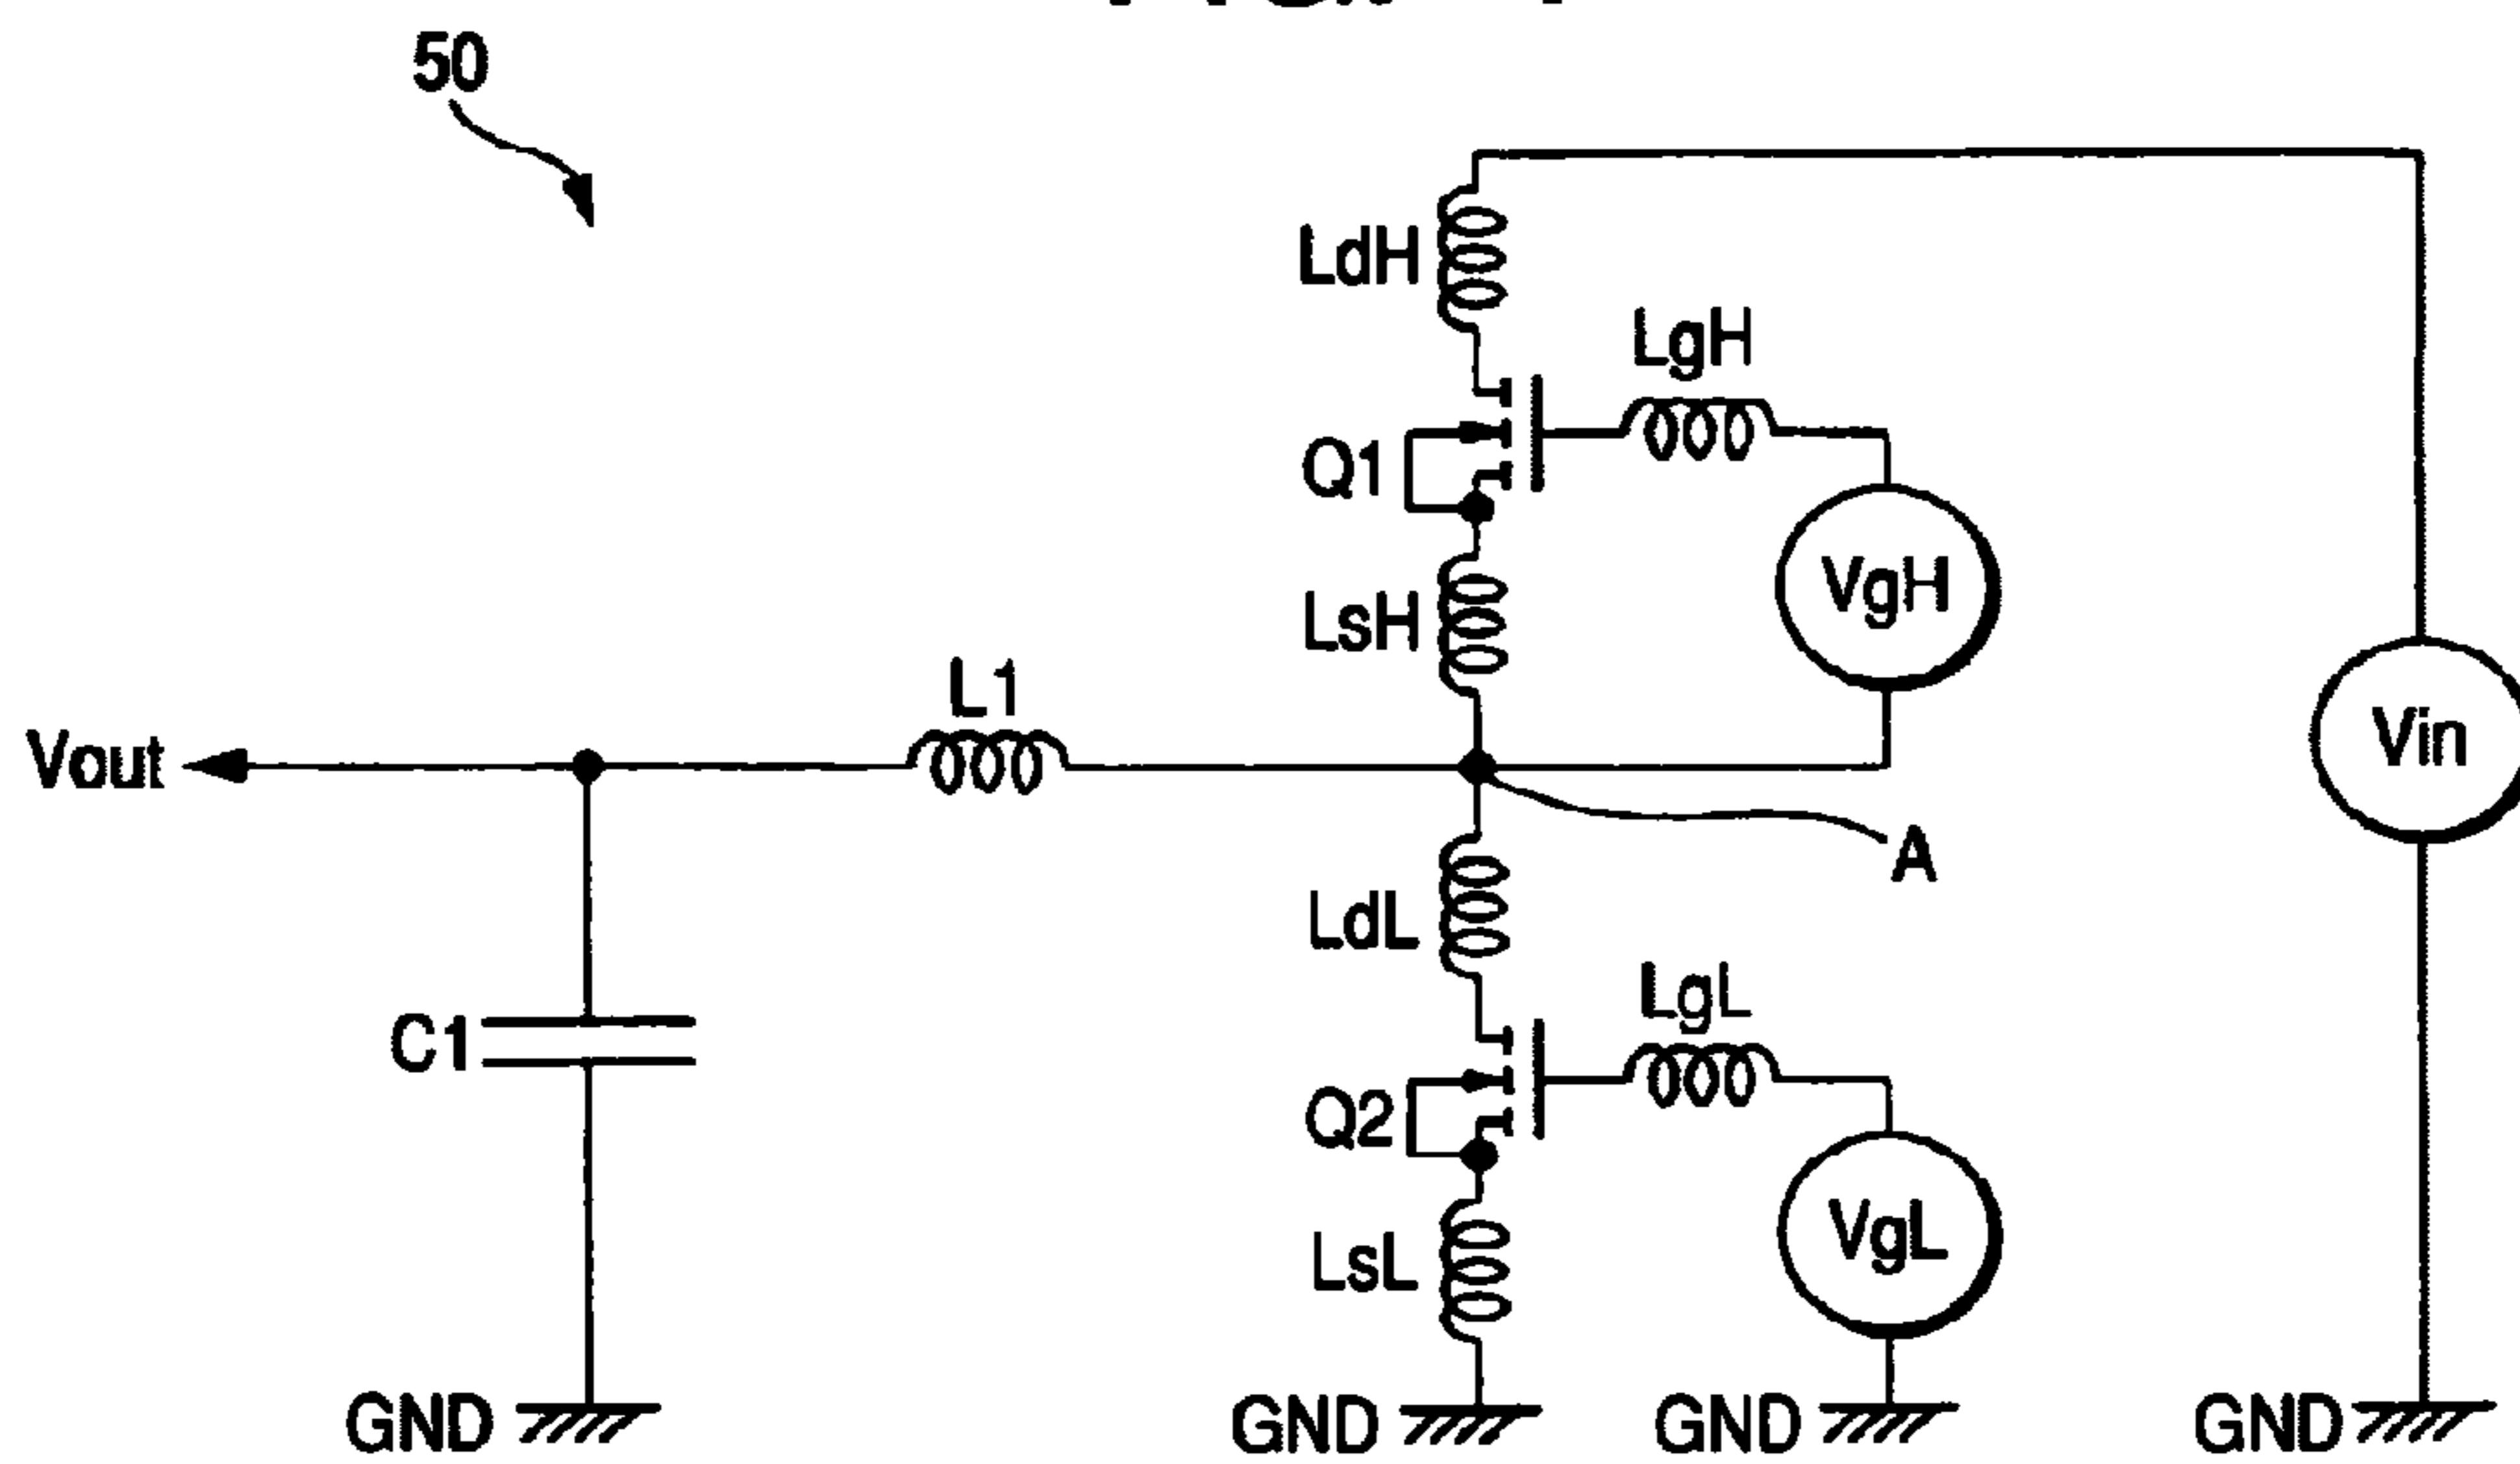 50
LdH
LgH
Q1
VgH
LsH
L1
Vin
Vout
A
LdL
LgL
C1
Q2
VgL
LsL
GND
GND
GND
GND